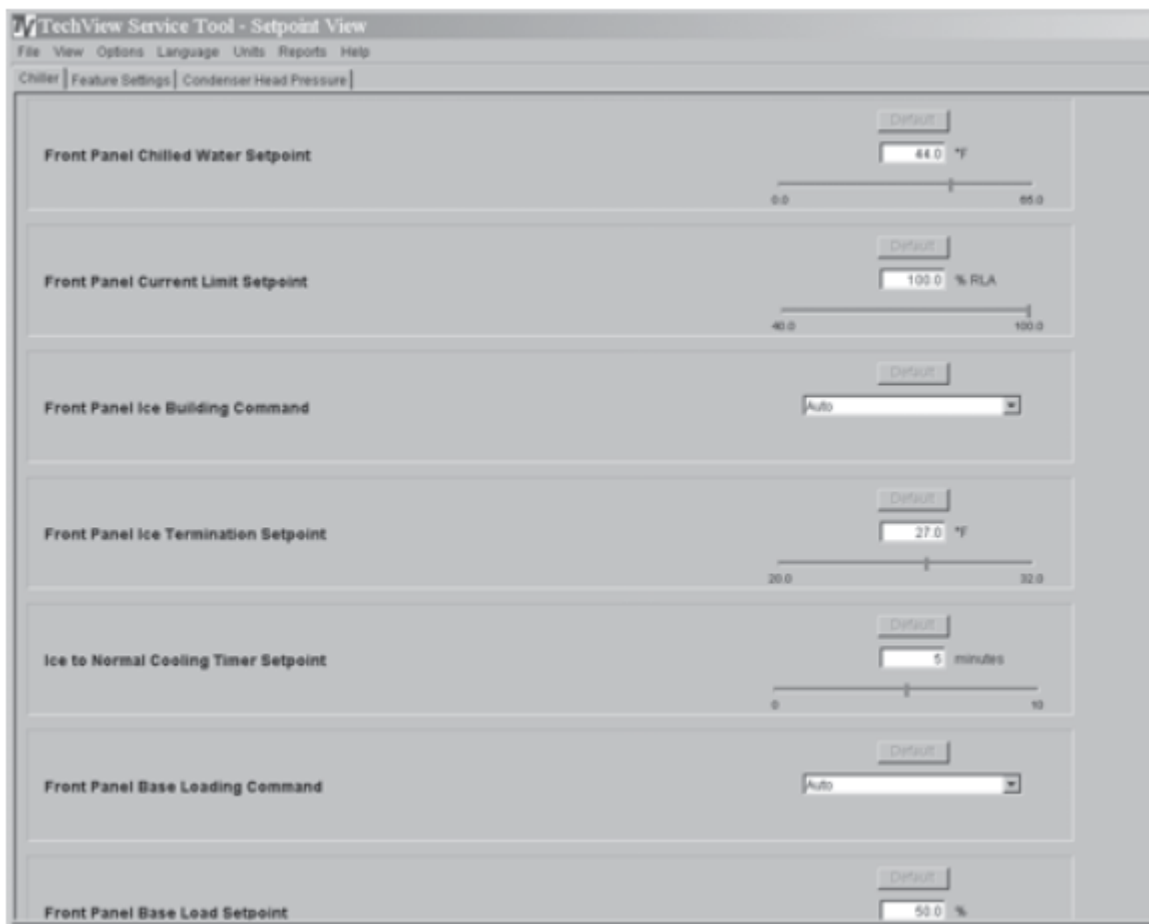 TechView Service Tool - Setpoint View
File View Options Language Units Reports Help
Chiller Feature Settings Condenser Head Pressure
Default
Front Panel Chilled Water Setpoint 44.0 °F
0.0 65.0
Default
Front Panel Current Limit Setpoint 100.0 % RLA
40.0 100.0
Default
Front Panel Ice Building Command Auto
Default
Front Panel Ice Termination Setpoint 27.0 °F
20.0 32.0
Default
Ice to Normal Cooling Timer Setpoint 5 minutes
0 10
Default
Front Panel Base Loading Command Auto
Default
Front Panel Base Load Setpoint 50.0 %